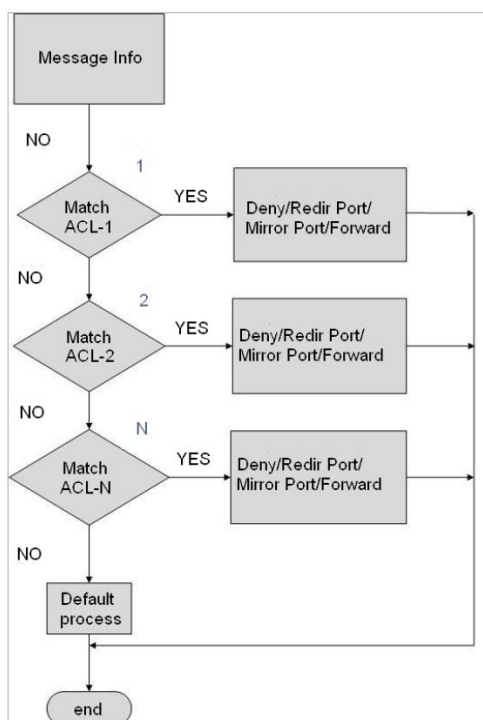 Message Info
NO
1
Match
ACL-1
YES
Deny/Redir Port/
Mirror Port/Forward
NO
2
Match
ACL-2
YES
Deny/Redir Port/
Mirror Port/Forward
NO
N
Match
ACL-N
YES
Deny/Redir Port/
Mirror Port/Forward
NO
Default
process
end